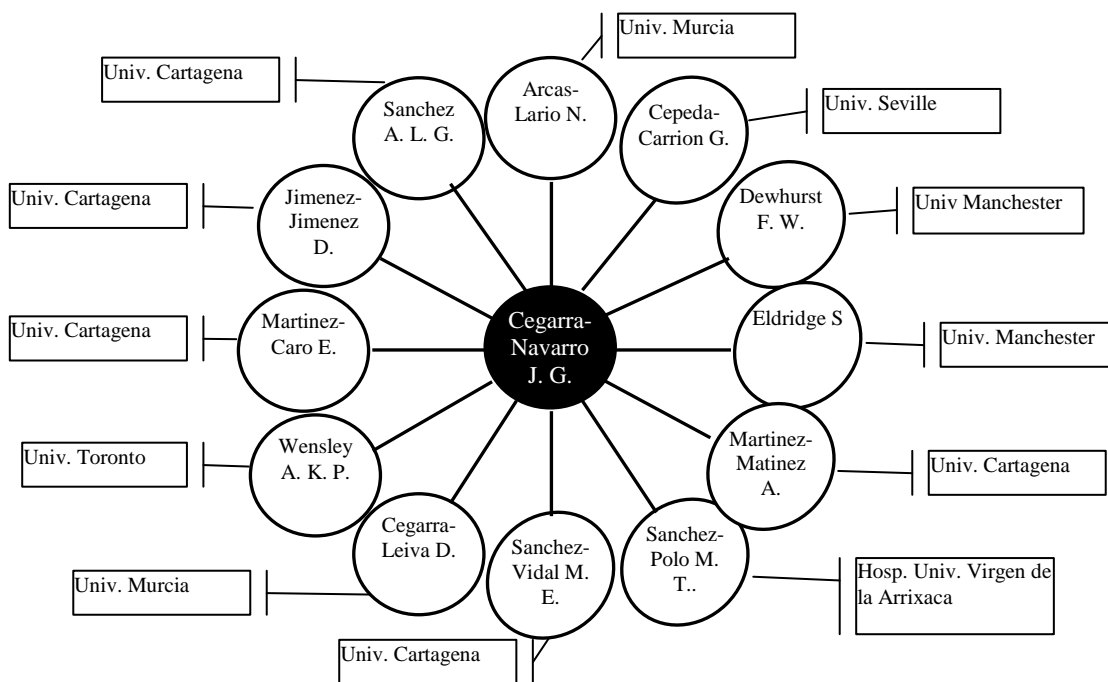 Univ. Murcia
Univ. Cartagena
Arcas-
Lario N.
Sanchez
A. L. G.
Cepeda-
Carrion G.
Univ. Seville
Univ. Cartagena
Jimenez-
Jimenez
D.
Dewhurst
F. W.
Univ Manchester
Univ. Cartagena
Martinez-
Caro E.
Cegarra-
Navarro
J. G.
Eldridge S
Univ. Manchester
Univ. Toronto
Wensley
A. K. P.
Martinez-
Matinez
A.
Univ. Cartagena
Univ. Murcia
Cegarra-
Leiva D.
Sanchez-
Vidal M.
E.
Sanchez-
Polo M.
T..
Hosp. Univ. Virgen de
la Arrixaca
Univ. Cartagena